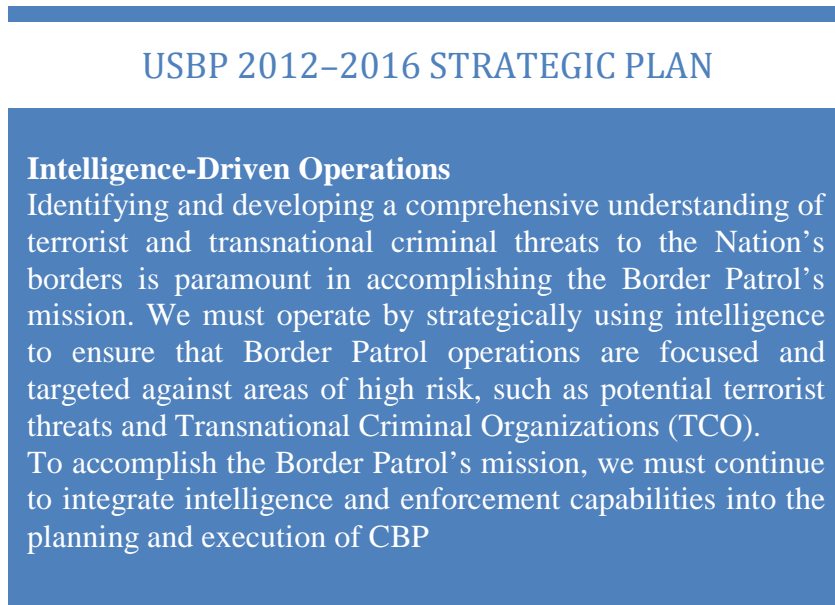 USBP 2012–2016 STRATEGIC PLAN
Intelligence-Driven Operations
Identifying and developing a comprehensive understanding of
terrorist and transnational criminal threats to the Nation’s
borders is paramount in accomplishing the Border Patrol’s
mission. We must operate by strategically using intelligence
to ensure that Border Patrol operations are focused and
targeted against areas of high risk, such as potential terrorist
threats and Transnational Criminal Organizations (TCO).
To accomplish the Border Patrol’s mission, we must continue
to integrate intelligence and enforcement capabilities into the
planning and execution of CBP